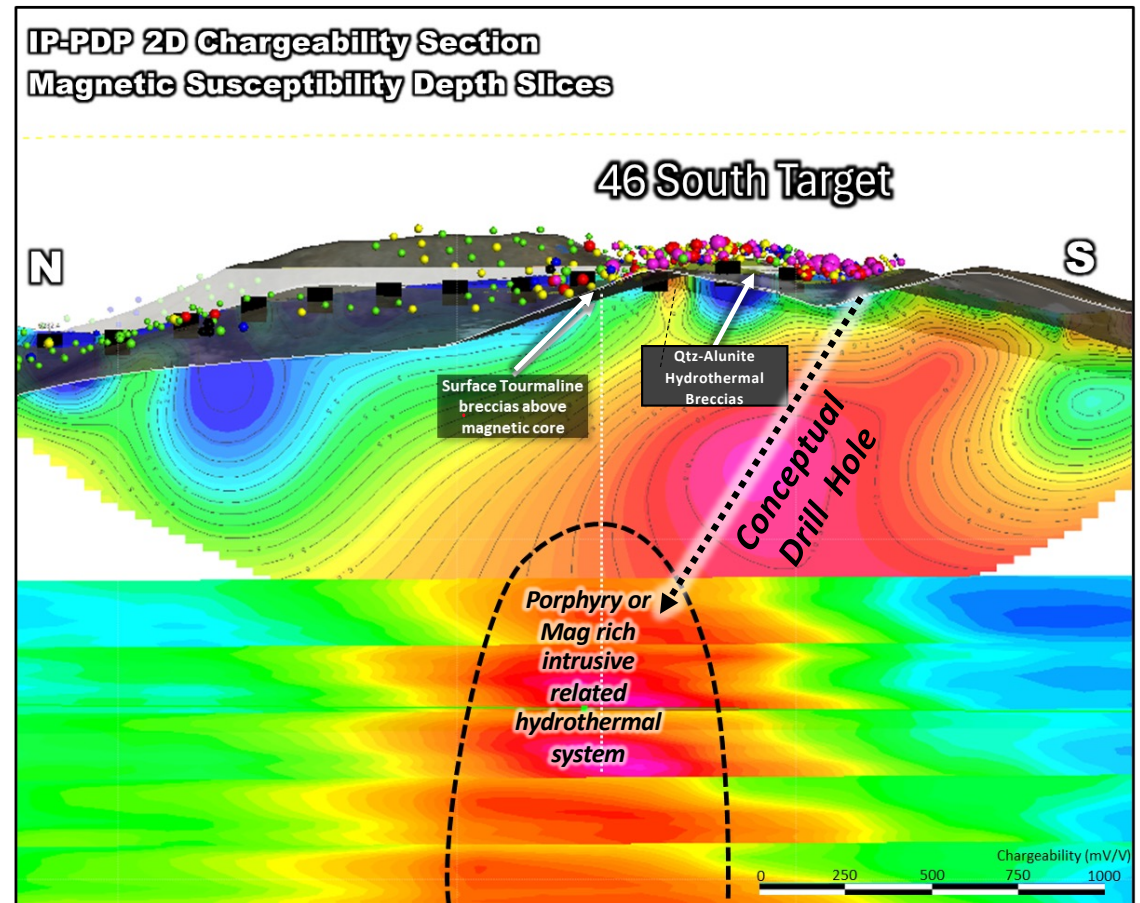 IP-PDP 2D Chargeability Section
Magnetic Susceptibility Depth Slices
46 South Target
N
S
Surface Tourmaline
breccias above
magnetic core
Qtz-Alunite
Hydrothermal
Breccias
Conceptual
Drill Hole
Porphyry or
Mag rich
intrusive
related
hydrothermal
system
Chargeability (mV/V)
0 250 500 750 1000